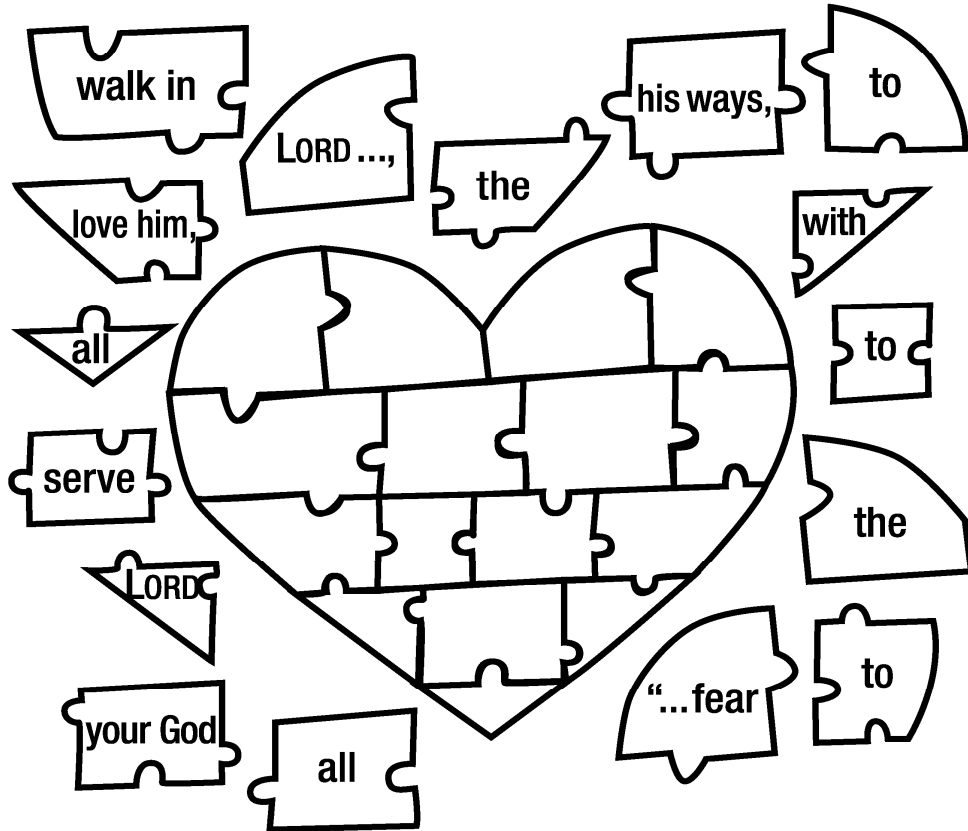 walk in
LORD ...,
the
his ways,
to
love him,
with
all
to
serve
the
LORD
"...fear
to
your God
all